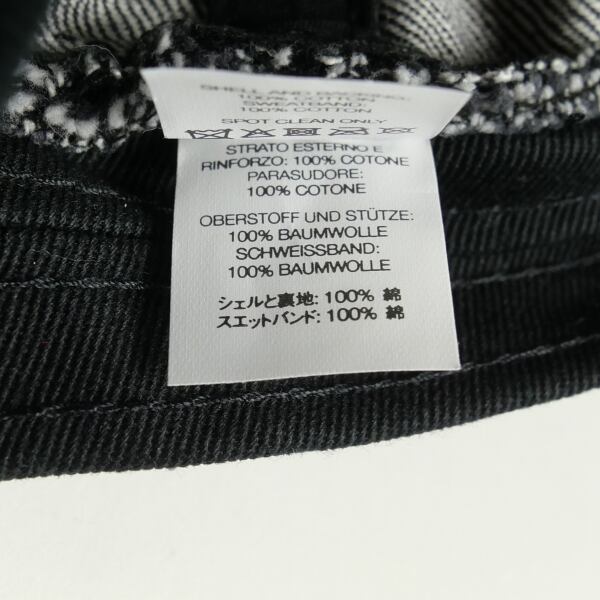 SHELL AND BACKING:
100% COTTON
SWEATBAND:
100% COTTON
SPOT CLEAN ONLY
STRATO ESTERNO E
RINFORZO: 100% COTONE
PARASUDORE:
100% COTONE
OBERSTOFF UND STÜTZE:
100% BAUMWOLLE
SCHWEISSBAND:
100% BAUMWOLLE
シェルと裏地: 100% 綿
スエットバンド: 100% 綿